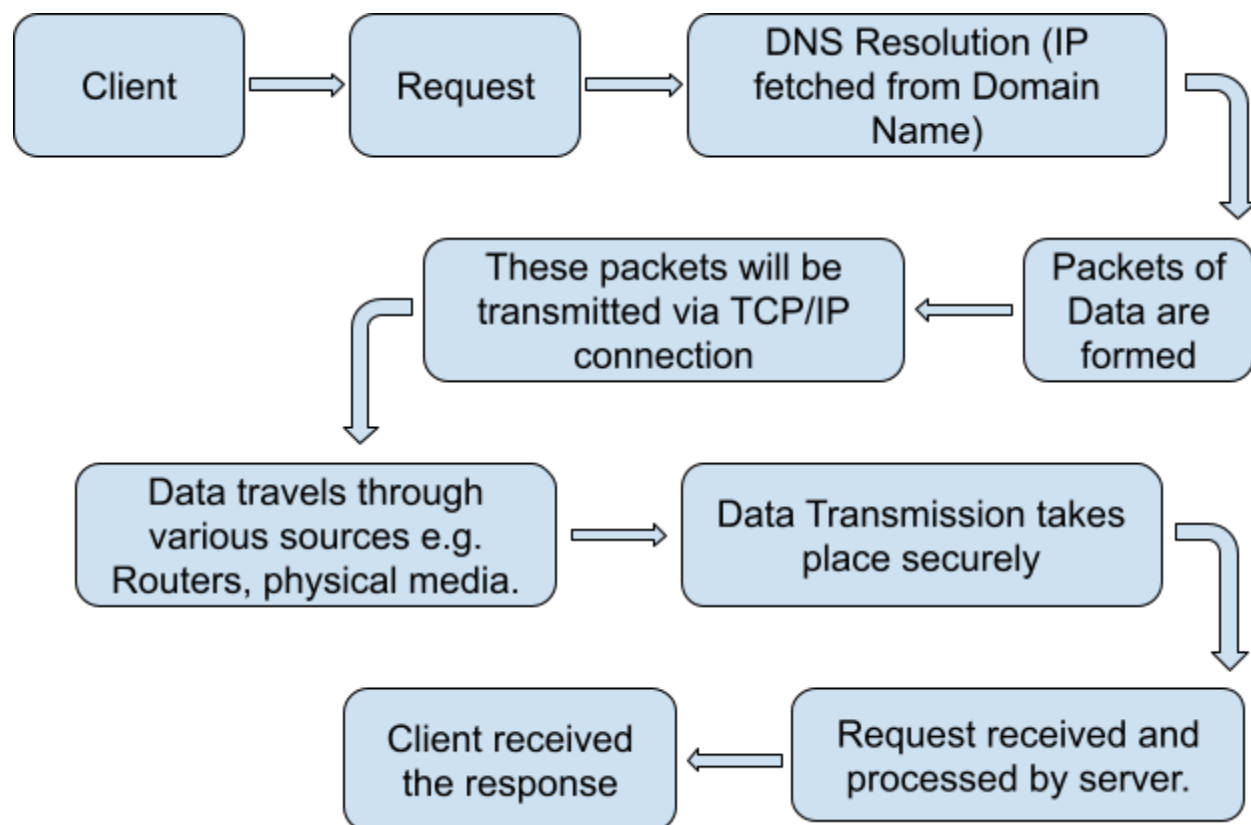 Client
Request
DNS Resolution (IP
fetched from Domain
Name)
Packets of
Data are
formed
These packets will be
transmitted via TCP/IP
connection
Data travels through
various sources e.g.
Routers, physical media.
Data Transmission takes
place securely
Request received and
processed by server.
Client received
the response